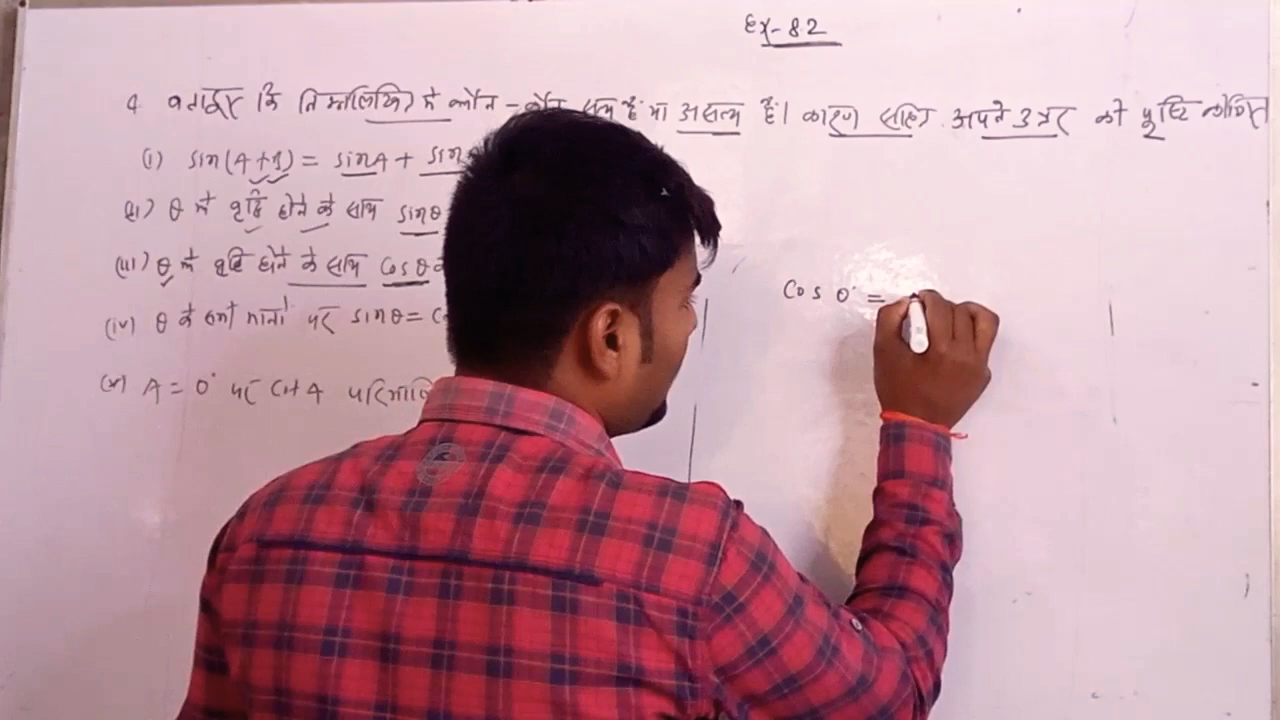 Ex-8.2
4 बताइए कि निम्नलिखित में कौन-कौन सत्य हैं या असत्य हैं। कारण सहित अपने उत्तर की पुष्टि कीजिए
(i) sin(A+B) = sinA + sin
(ii) θ में वृद्धि होने के साथ sinθ
(iii) θ में वृद्धि होने के साथ cosθ
(iv) θ के सभी मानों पर sinθ =
(v) A = 0° पर cot A
Cos 0° =